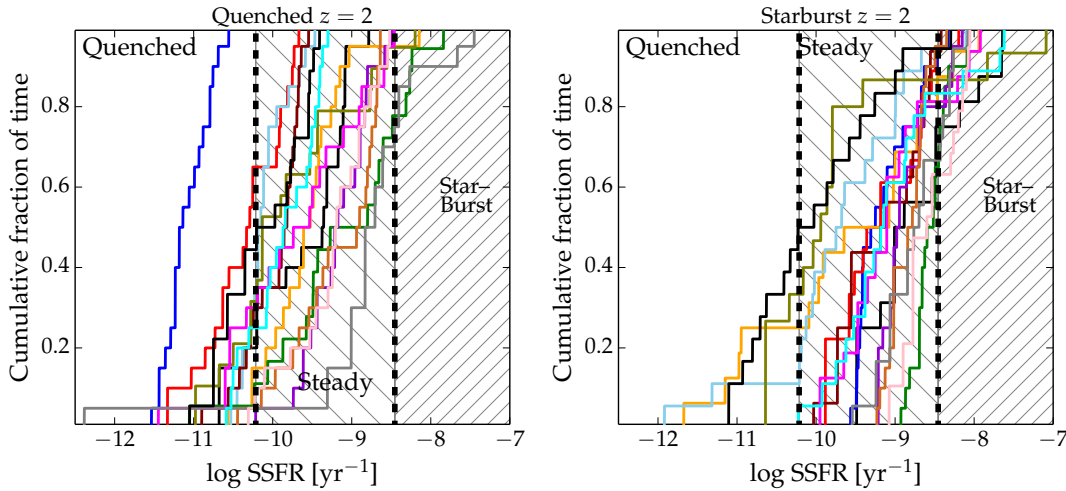 Quenched z = 2
Quenched
Steady
Star–
Burst
0.2
0.4
0.6
0.8
−12
−11
−10
−9
−8
−7
log SSFR [yr⁻¹]
Cumulative fraction of time
Starburst z = 2
Quenched
Steady
Star–
Burst
0.2
0.4
0.6
0.8
−12
−11
−10
−9
−8
−7
log SSFR [yr⁻¹]
Cumulative fraction of time